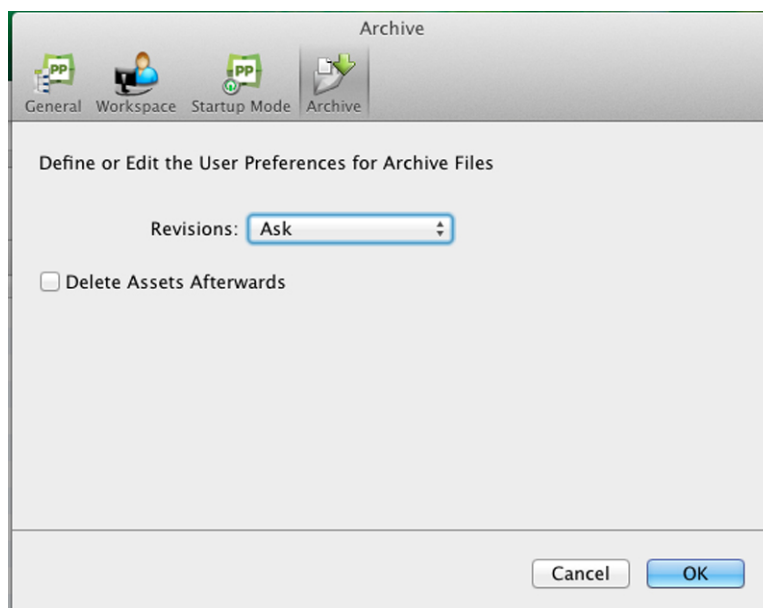 Archive
PP
PP
General Workspace Startup Mode Archive
Define or Edit the User Preferences for Archive Files
Revisions: Ask
Delete Assets Afterwards
Cancel OK